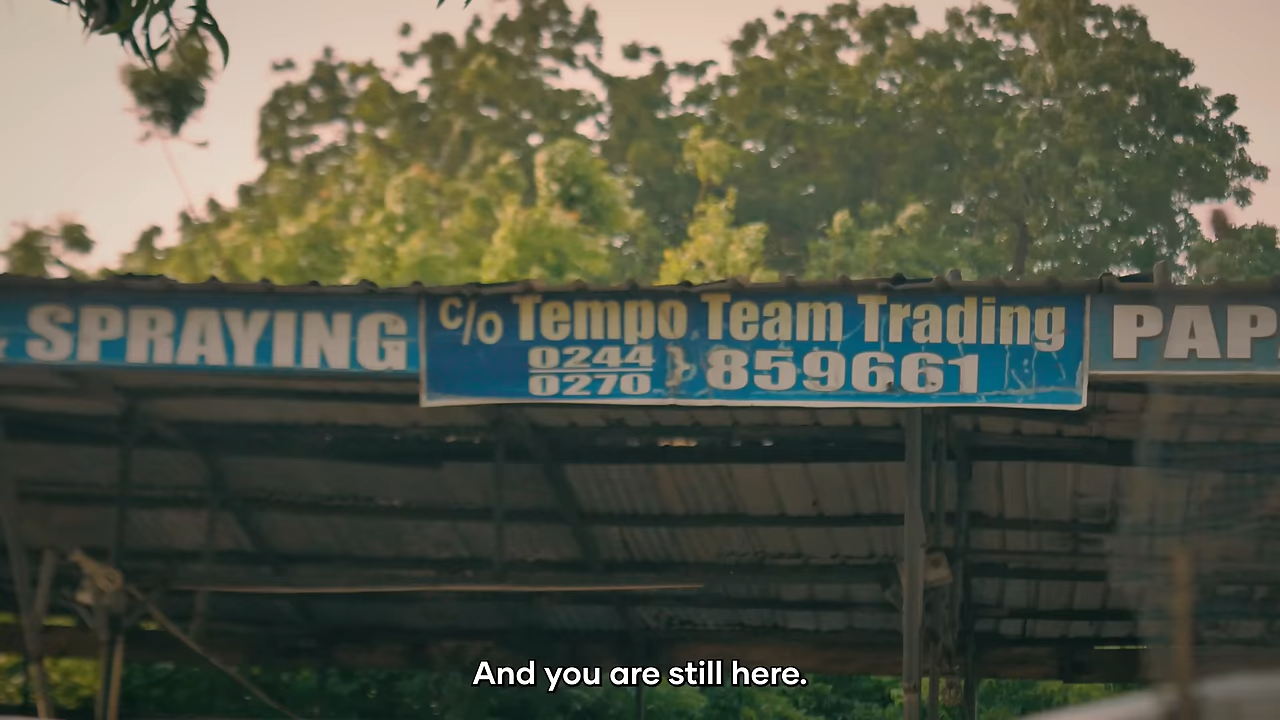 SPRAYING
c/o Tempo Team Trading
0244
0270
859661
PAP
And you are still here.